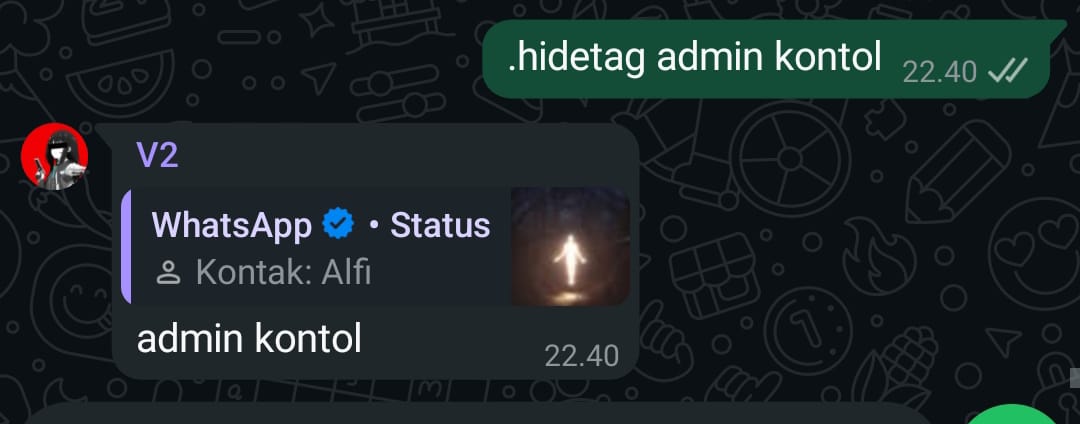 .hidetag admin kontol 22.40
V2
WhatsApp • Status
Kontak: Alfi
admin kontol
22.40